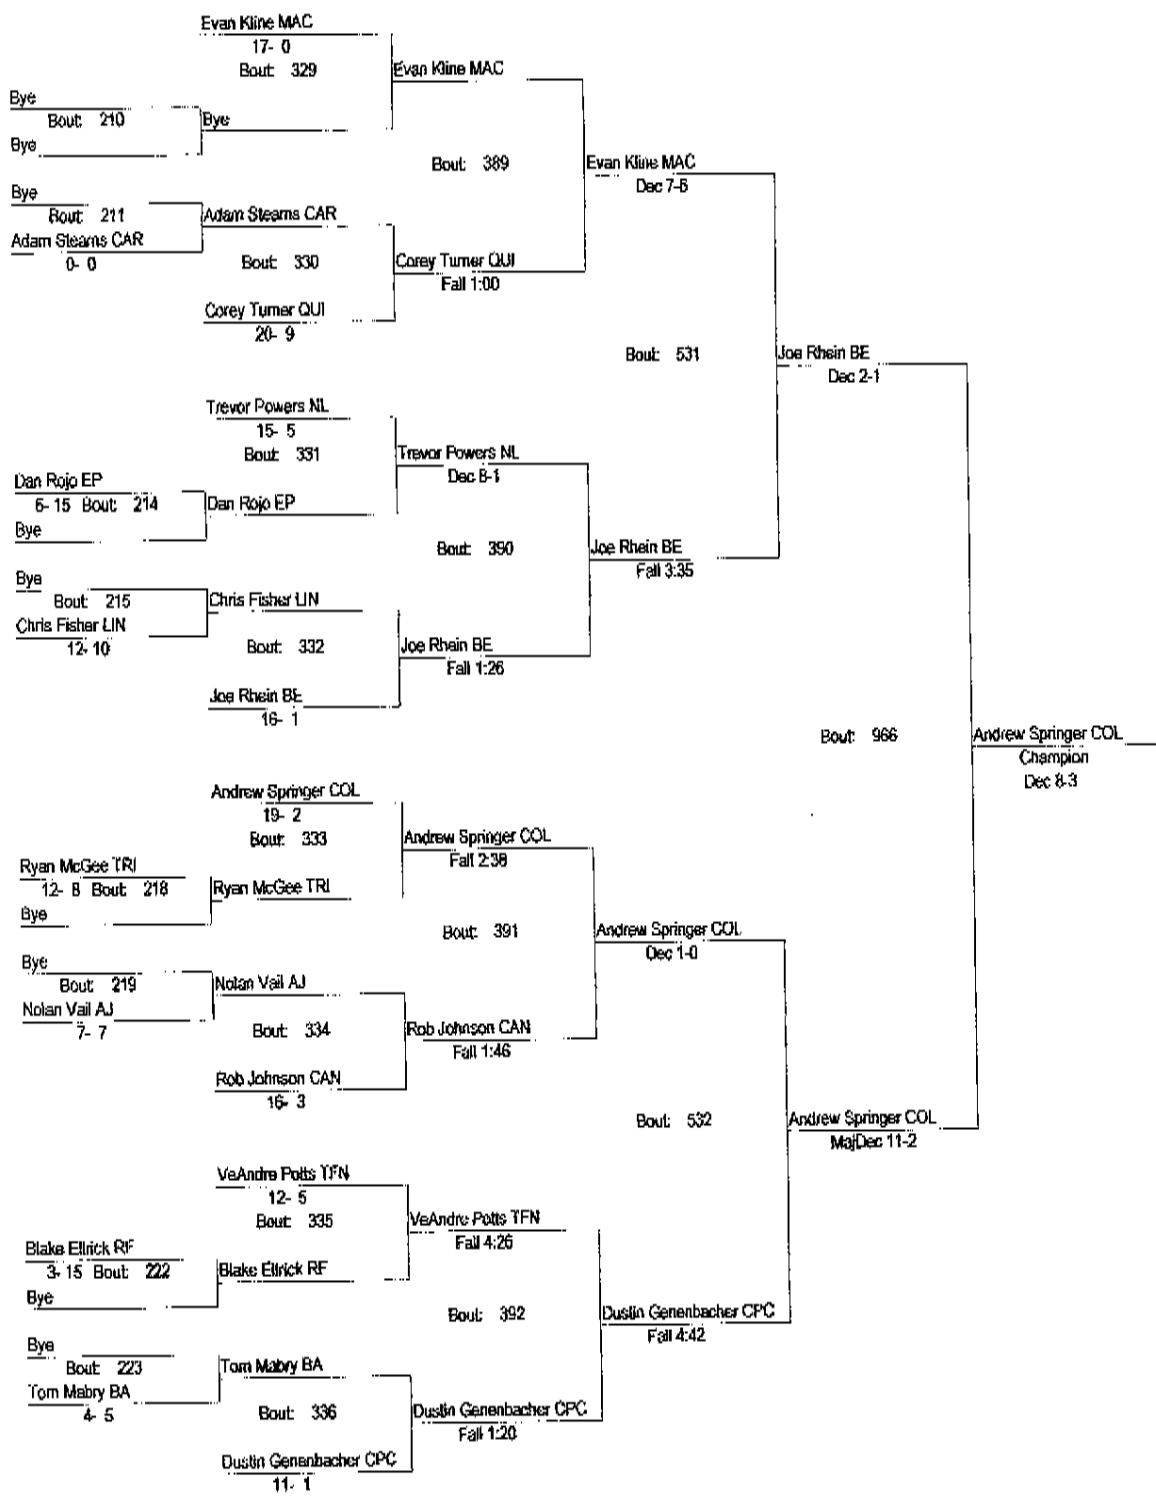 Evan Kline MAC
17- 0
Bout: 329
Evan Kline MAC
Bye
Bout: 210
Bye
Bye
Bout: 389
Evan Kline MAC
Dec 7-6
Bye
Bout: 211
Adam Stearns CAR
Adam Stearns CAR
0- 0
Bout: 330
Corey Turner QUI
Fall 1:00
Corey Turner QUI
20- 9
Bout: 531
Joe Rhein BE
Dec 2-1
Trevor Powers NL
15- 5
Bout: 331
Trevor Powers NL
Dec 8-1
Dan Rojo EP
6- 15 Bout: 214
Dan Rojo EP
Bye
Bout: 390
Joe Rhein BE
Fall 3:35
Bye
Bout: 215
Chris Fisher LIN
Chris Fisher LIN
12- 10
Bout: 332
Joe Rhein BE
Fall 1:26
Joe Rhein BE
16- 1
Bout: 966
Andrew Springer COL
Champion
Dec 8-3
Andrew Springer COL
19- 2
Bout: 333
Andrew Springer COL
Fall 2:38
Ryan McGee TRI
12- 8 Bout: 218
Ryan McGee TRI
Bye
Bout: 391
Andrew Springer COL
Dec 1-0
Bye
Bout: 219
Nolan Vail AJ
Nolan Vail AJ
7- 7
Bout: 334
Rob Johnson CAN
Fall 1:46
Rob Johnson CAN
16- 3
Bout: 532
Andrew Springer COL
MajDec 11-2
VeAndre Potts TFN
12- 5
Bout: 335
VeAndre Potts TFN
Fall 4:26
Blake Ellrick RF
3- 15 Bout: 222
Blake Ellrick RF
Bye
Bout: 392
Dustin Genenbacher CPC
Fall 4:42
Bye
Bout: 223
Tom Mabry BA
Tom Mabry BA
4- 5
Bout: 336
Dustin Genenbacher CPC
Fall 1:20
Dustin Genenbacher CPC
11- 1